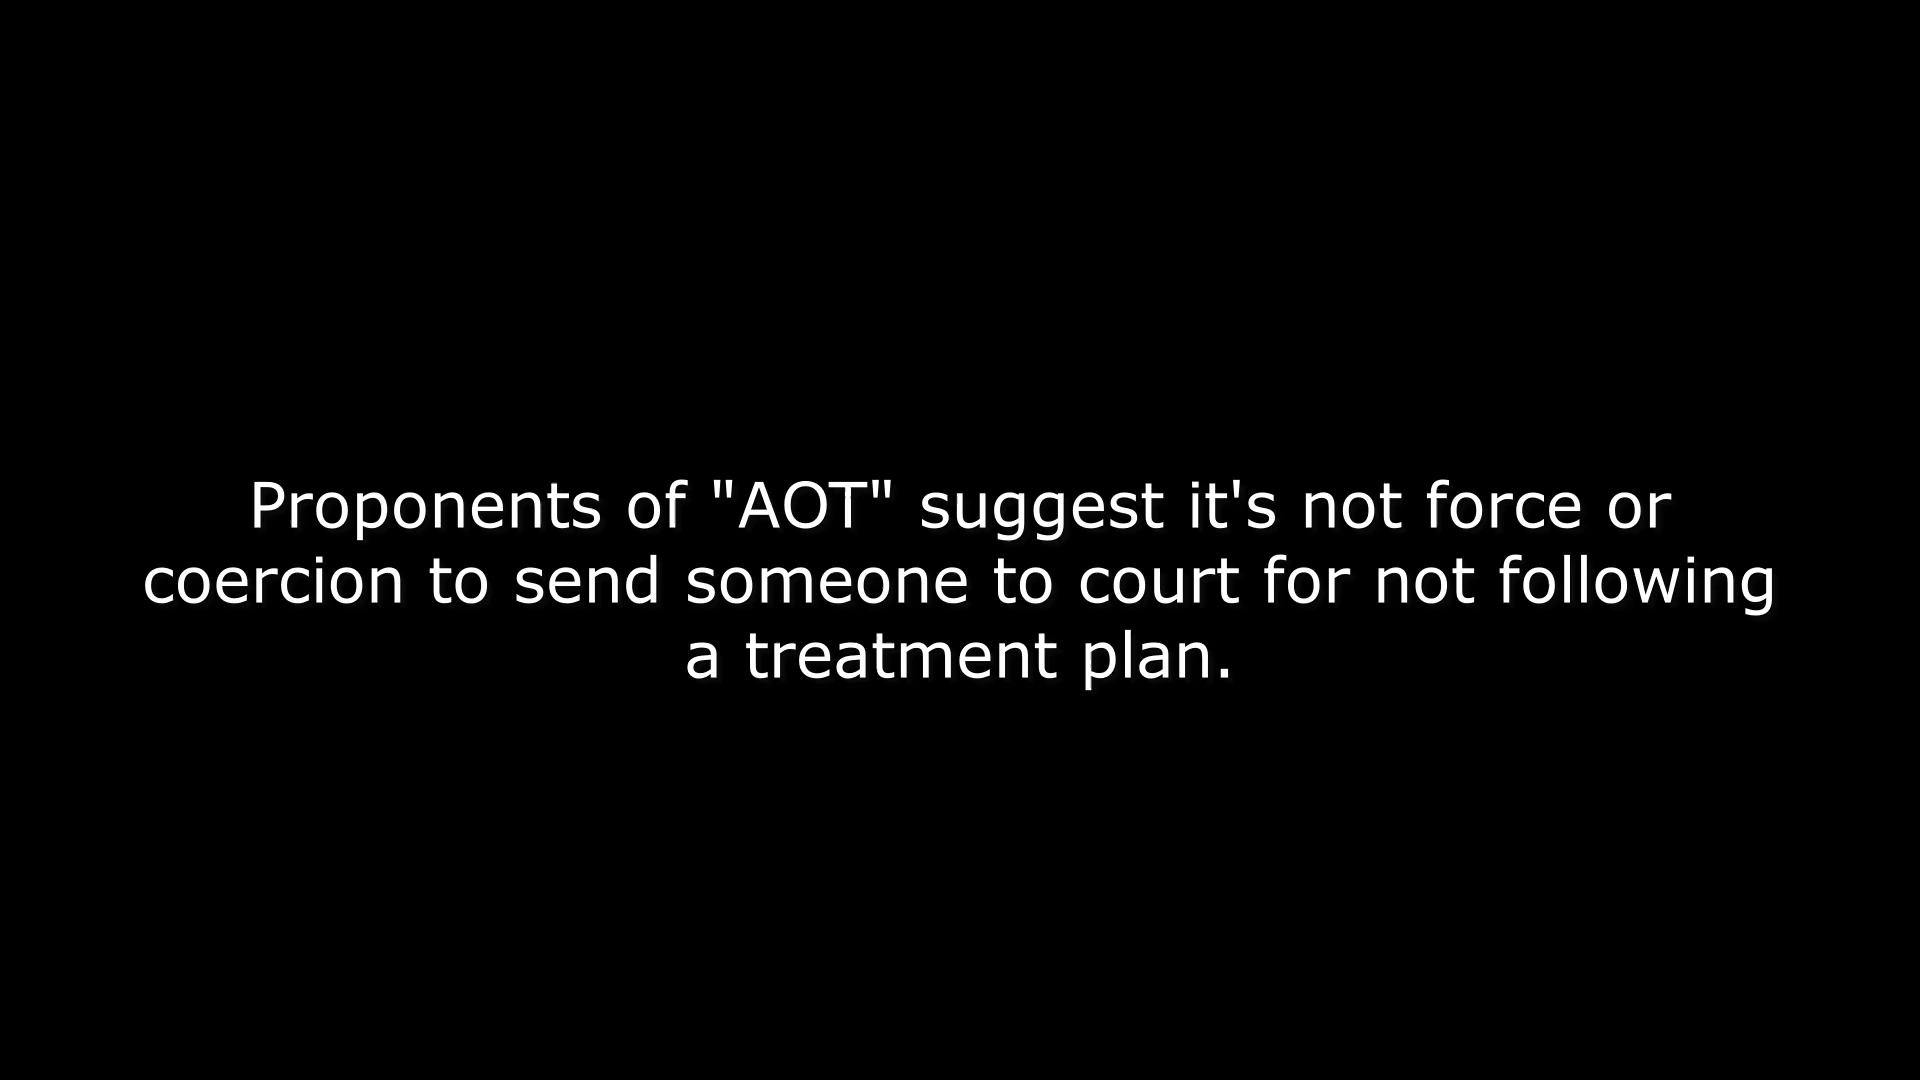 Proponents of "AOT" suggest it's not force or
coercion to send someone to court for not following
a treatment plan.